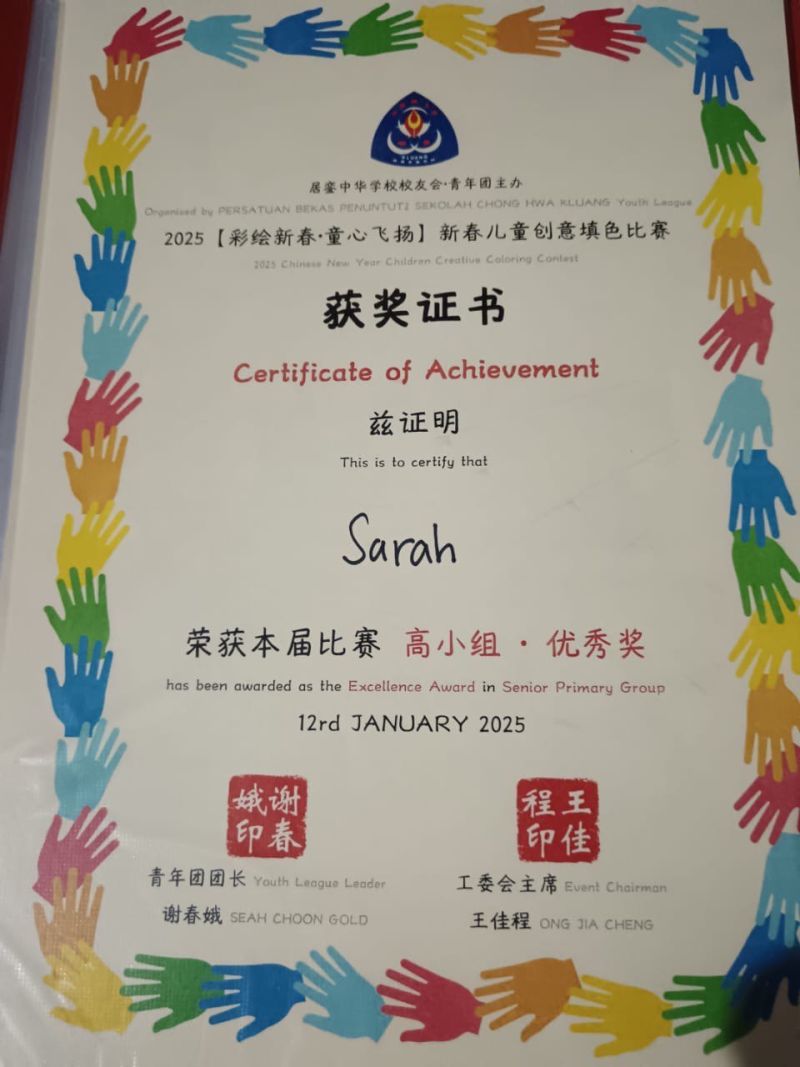 KLUANG
居銮中华学校校友会·青年团主办
Organised by PERSATUAN BEKAS PENUNTUTI SEKOLAH CHONG HWA KLUANG Youth League
2025【彩绘新春·童心飞扬】新春儿童创意填色比赛
2025 Chinese New Year Children Creative Coloring Contest
获奖证书
Certificate of Achievement
兹证明
This is to certify that
Sarah
荣获本届比赛 高小组 · 优秀奖
has been awarded as the Excellence Award in Senior Primary Group
12rd JANUARY 2025
谢春娥印
王佳程印
青年团团长 Youth League Leader
工委会主席 Event Chairman
谢春娥 SEAH CHOON GOLD
王佳程 ONG JIA CHENG